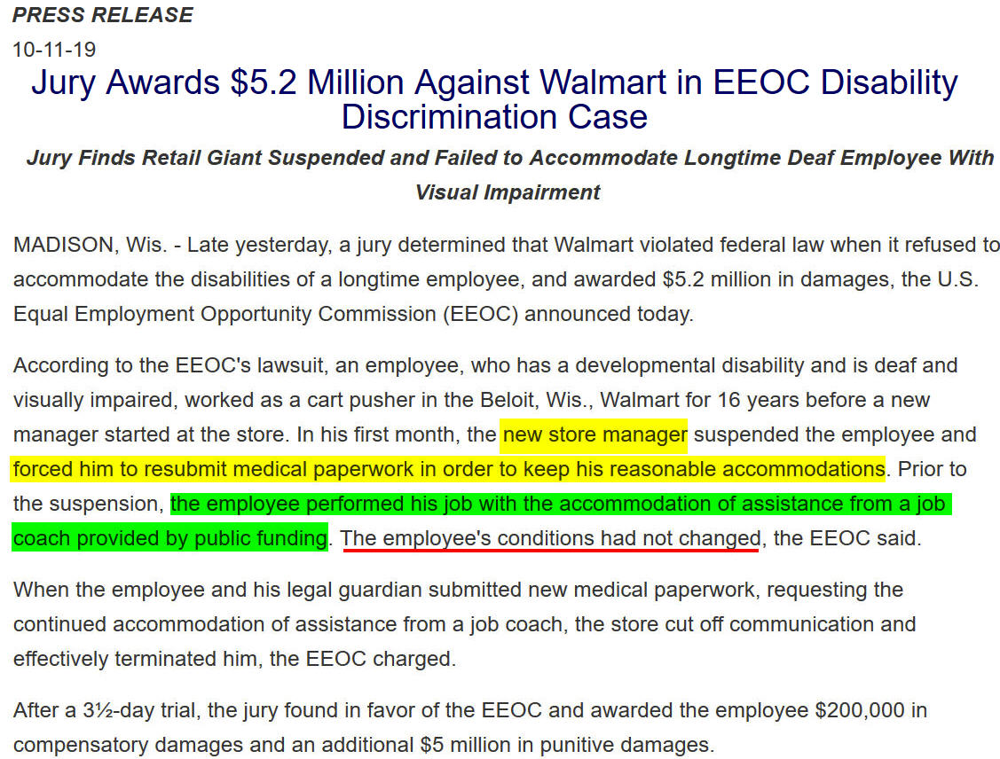 PRESS RELEASE
10-11-19
Jury Awards $5.2 Million Against Walmart in EEOC Disability
Discrimination Case
Jury Finds Retail Giant Suspended and Failed to Accommodate Longtime Deaf Employee With
Visual Impairment
MADISON, Wis. - Late yesterday, a jury determined that Walmart violated federal law when it refused to
accommodate the disabilities of a longtime employee, and awarded $5.2 million in damages, the U.S.
Equal Employment Opportunity Commission (EEOC) announced today.
According to the EEOC's lawsuit, an employee, who has a developmental disability and is deaf and
visually impaired, worked as a cart pusher in the Beloit, Wis., Walmart for 16 years before a new
manager started at the store. In his first month, the new store manager suspended the employee and
forced him to resubmit medical paperwork in order to keep his reasonable accommodations. Prior to
the suspension, the employee performed his job with the accommodation of assistance from a job
coach provided by public funding. The employee's conditions had not changed, the EEOC said.
When the employee and his legal guardian submitted new medical paperwork, requesting the
continued accommodation of assistance from a job coach, the store cut off communication and
effectively terminated him, the EEOC charged.
After a 3½-day trial, the jury found in favor of the EEOC and awarded the employee $200,000 in
compensatory damages and an additional $5 million in punitive damages.